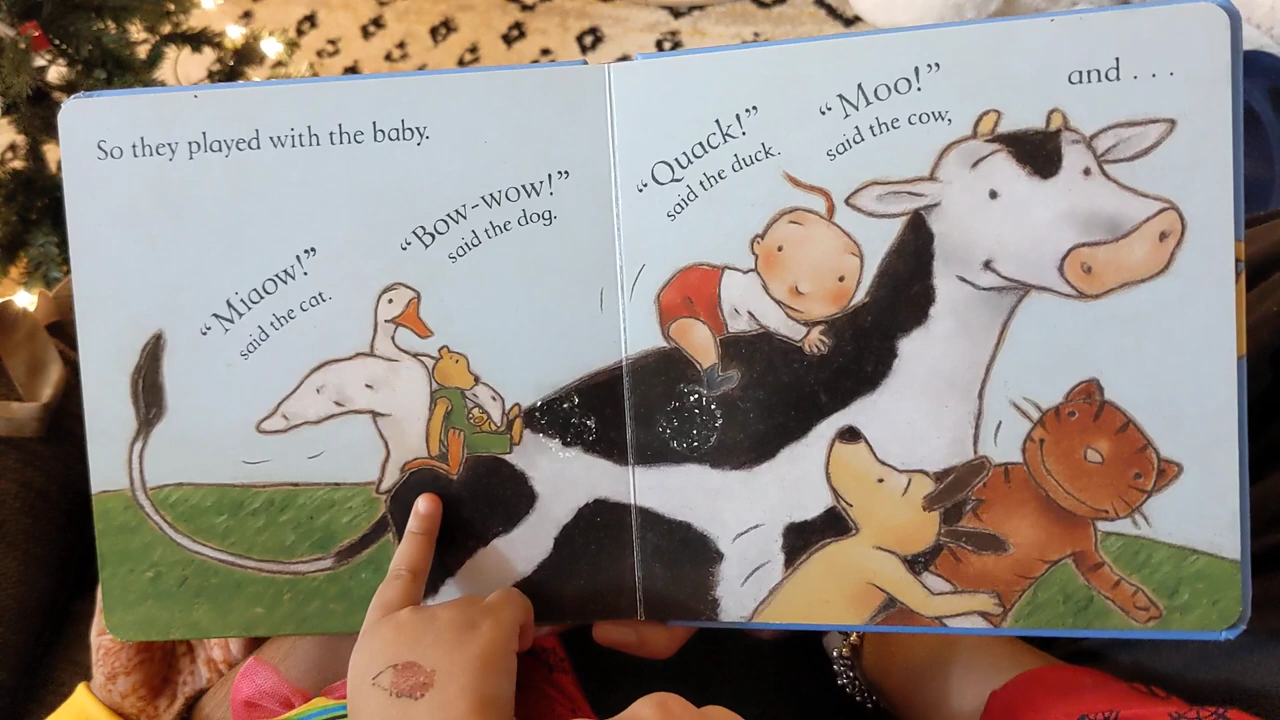 So they played with the baby.
“Miaow!”
said the cat.
“Bow-wow!”
said the dog.
“Quack!”
said the duck.
“Moo!”
said the cow,
and . . .